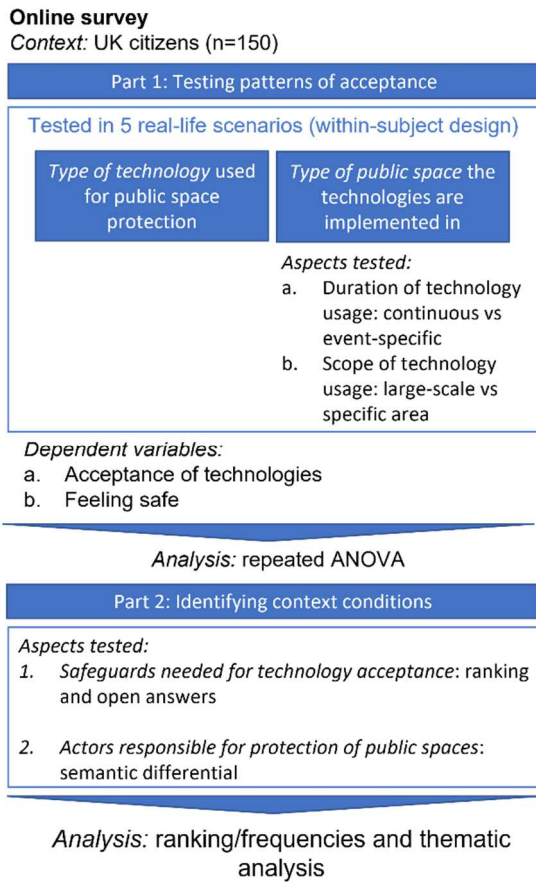 Online survey
Context: UK citizens (n=150)
Part 1: Testing patterns of acceptance
Tested in 5 real-life scenarios (within-subject design)
Type of technology used
for public space
protection
Type of public space the
technologies are
implemented in
Aspects tested:
a. Duration of technology
usage: continuous vs
event-specific
b. Scope of technology
usage: large-scale vs
specific area
Dependent variables:
a. Acceptance of technologies
b. Feeling safe
Analysis: repeated ANOVA
Part 2: Identifying context conditions
Aspects tested:
1. Safeguards needed for technology acceptance: ranking
and open answers
2. Actors responsible for protection of public spaces:
semantic differential
Analysis: ranking/frequencies and thematic
analysis